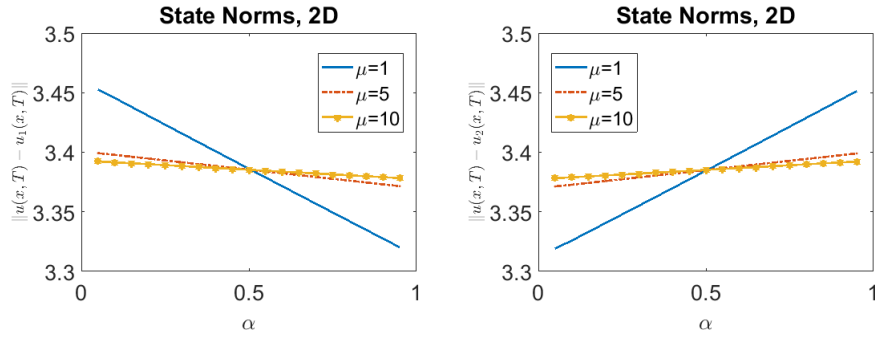 State Norms, 2D
3.5
3.45
3.4
3.35
3.3
‖u(x,T) − u₁(x,T)‖
μ=1
μ=5
μ=10
0
0.5
1
α
State Norms, 2D
3.5
3.45
3.4
3.35
3.3
‖u(x,T) − u₂(x,T)‖
μ=1
μ=5
μ=10
0
0.5
1
α